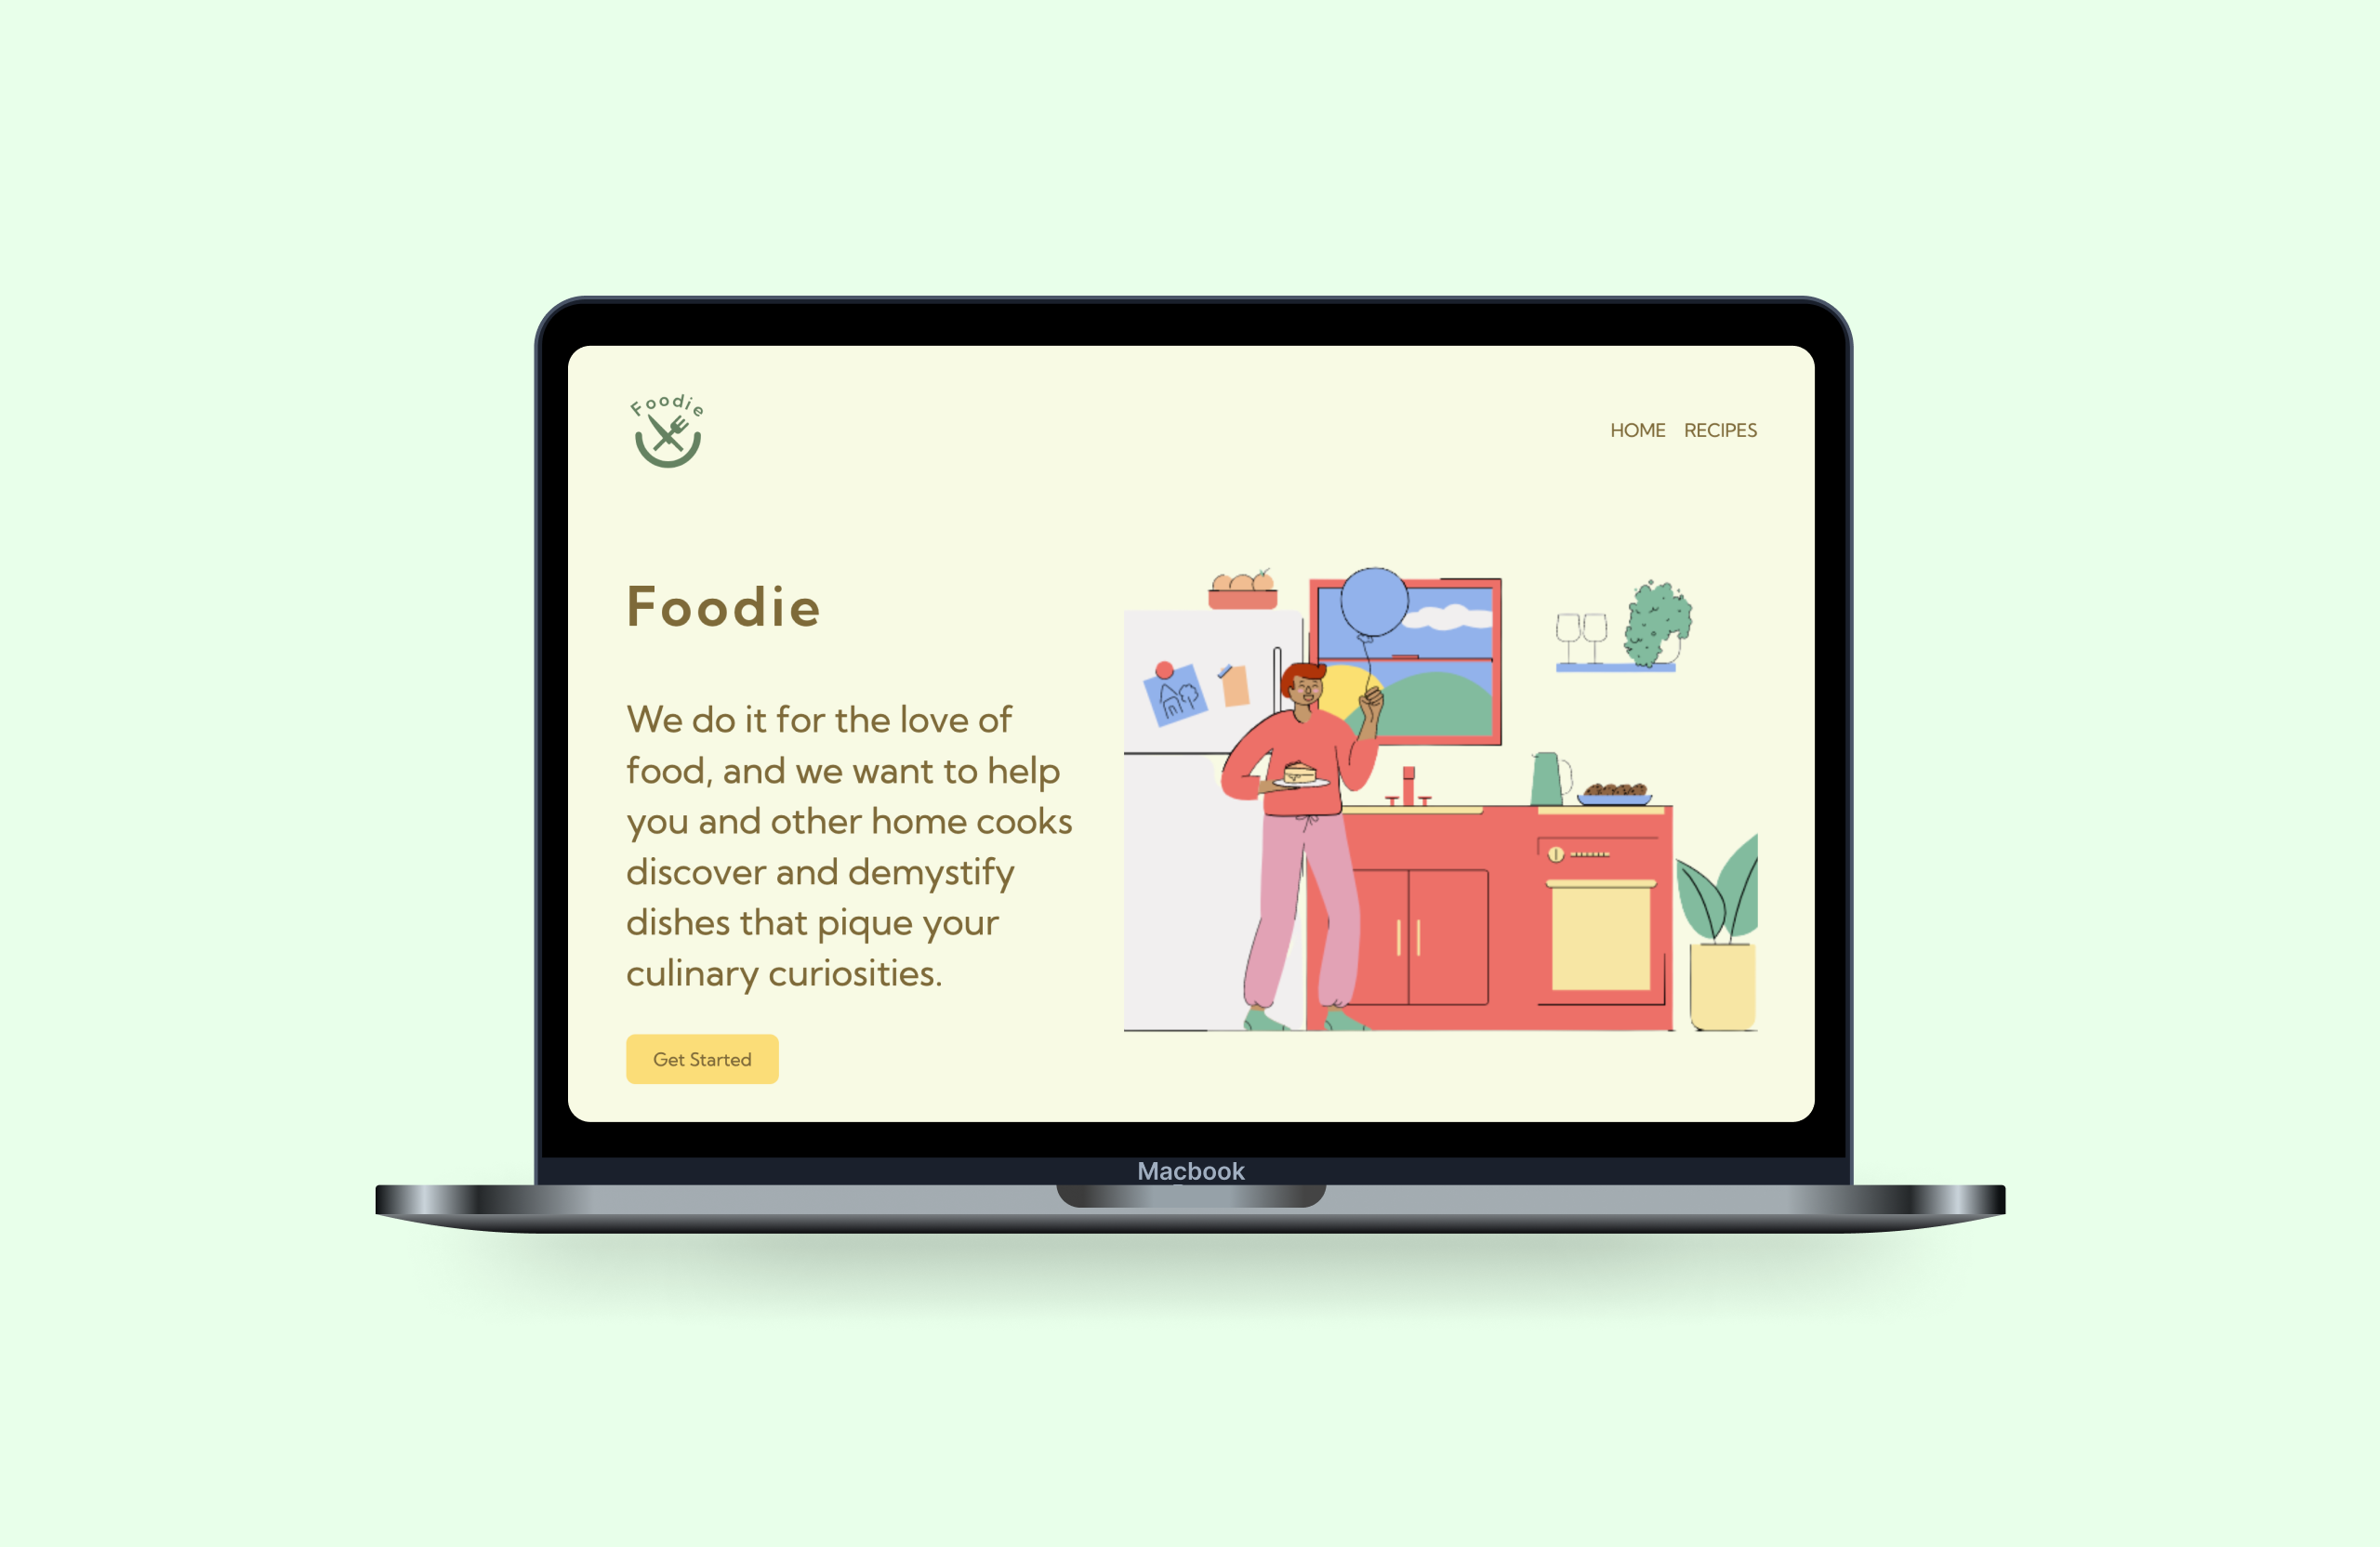 Foodie
HOME RECIPES
Foodie
We do it for the love of
food, and we want to help
you and other home cooks
discover and demystify
dishes that pique your
culinary curiosities.
Get Started
Macbook